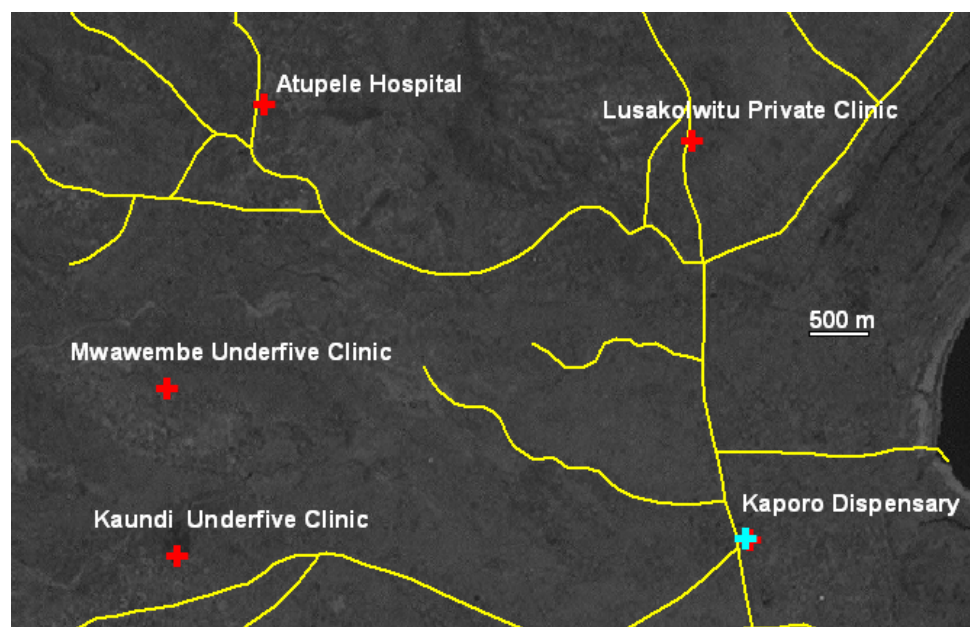 Atupele Hospital
Lusakolwitu Private Clinic
500 m
Mwawembe Underfive Clinic
Kaporo Dispensary
Kaundi  Underfive Clinic